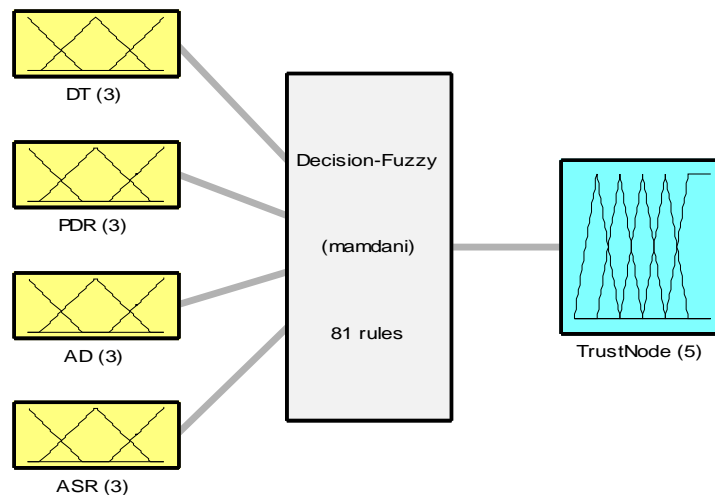 DT (3)
PDR (3)
AD (3)
ASR (3)
Decision-Fuzzy
(mamdani)
81 rules
TrustNode (5)